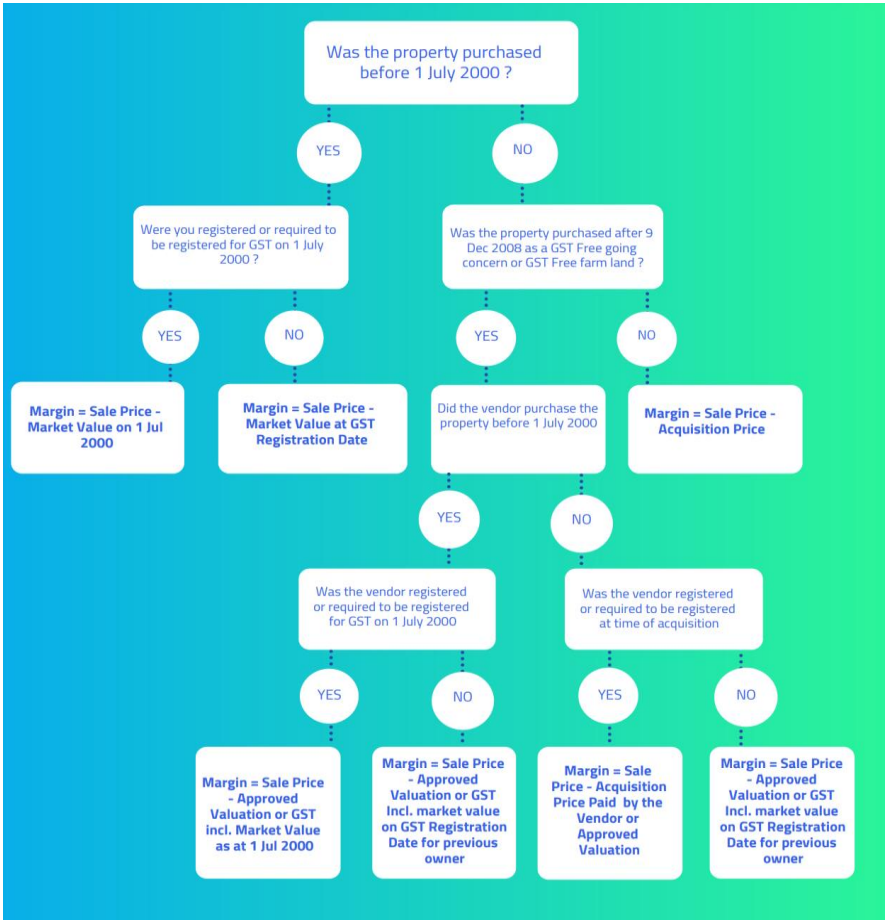 Was the property purchased
before 1 July 2000 ?
YES
NO
Were you registered or required to
be registered for GST on 1 July
2000 ?
Was the property purchased after 9
Dec 2008 as a GST Free going
concern or GST Free farm land ?
YES
NO
YES
NO
Margin = Sale Price -
Market Value on 1 Jul
2000
Margin = Sale Price -
Market Value at GST
Registration Date
Did the vendor purchase the
property before 1 July 2000
Margin = Sale Price -
Acquisition Price
YES
NO
Was the vendor registered
or required to be registered
for GST on 1 July 2000
Was the vendor registered
or required to be registered
at time of acquisition
YES
NO
YES
NO
Margin = Sale Price
- Approved
Valuation or GST
incl. Market Value
as at 1 Jul 2000
Margin = Sale Price
- Approved
Valuation or GST
Incl. market value
on GST Registration
Date for previous
owner
Margin = Sale
Price - Acquisition
Price Paid by the
Vendor or
Approved
Valuation
Margin = Sale Price
- Approved
Valuation or GST
Incl. market value
on GST Registration
Date for previous
owner